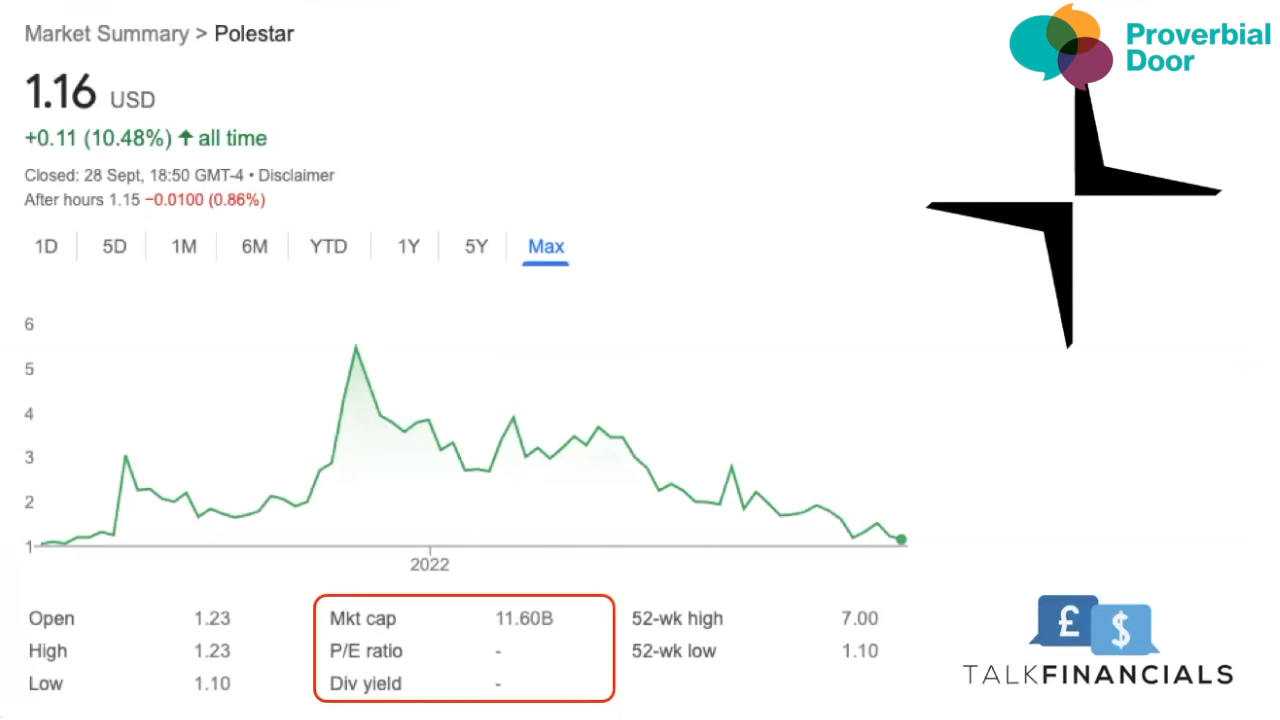 Market Summary > Polestar
1.16 USD
+0.11 (10.48%) ↑ all time
Closed: 28 Sept, 18:50 GMT-4 • Disclaimer
After hours 1.15 −0.0100 (0.86%)
1D 5D 1M 6M YTD 1Y 5Y Max
6
5
4
3
2
1
2022
Open 1.23 Mkt cap 11.60B 52-wk high 7.00
High 1.23 P/E ratio - 52-wk low 1.10
Low 1.10 Div yield -
Proverbial
Door
£ $
TALKFINANCIALS